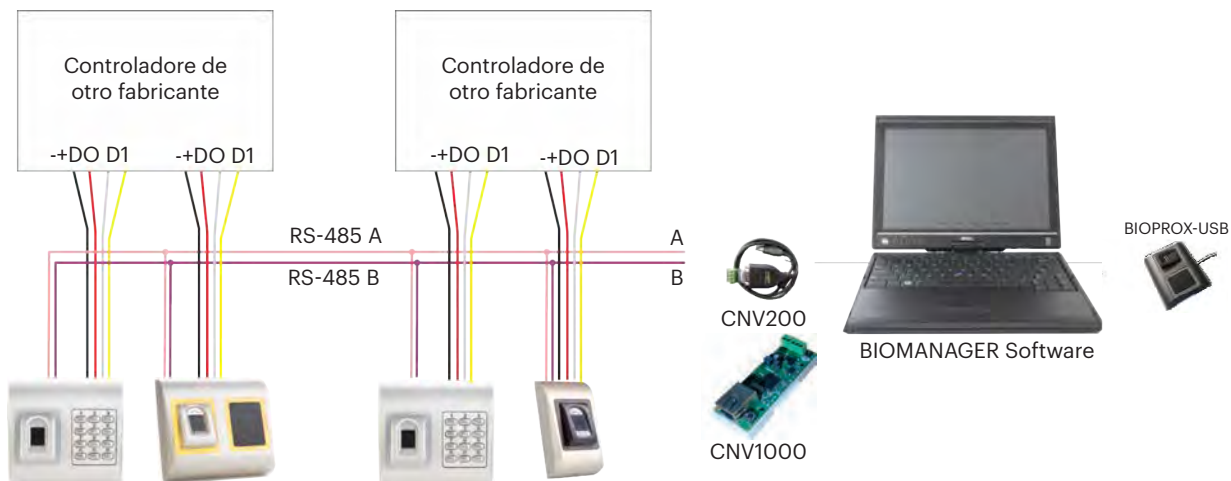 Controladore de
otro fabricante
Controladore de
otro fabricante
-+DO D1
-+DO D1
-+DO D1
-+DO D1
RS-485 A
A
RS-485 B
B
BIOPROX-USB
CNV200
BIOMANAGER Software
CNV1000